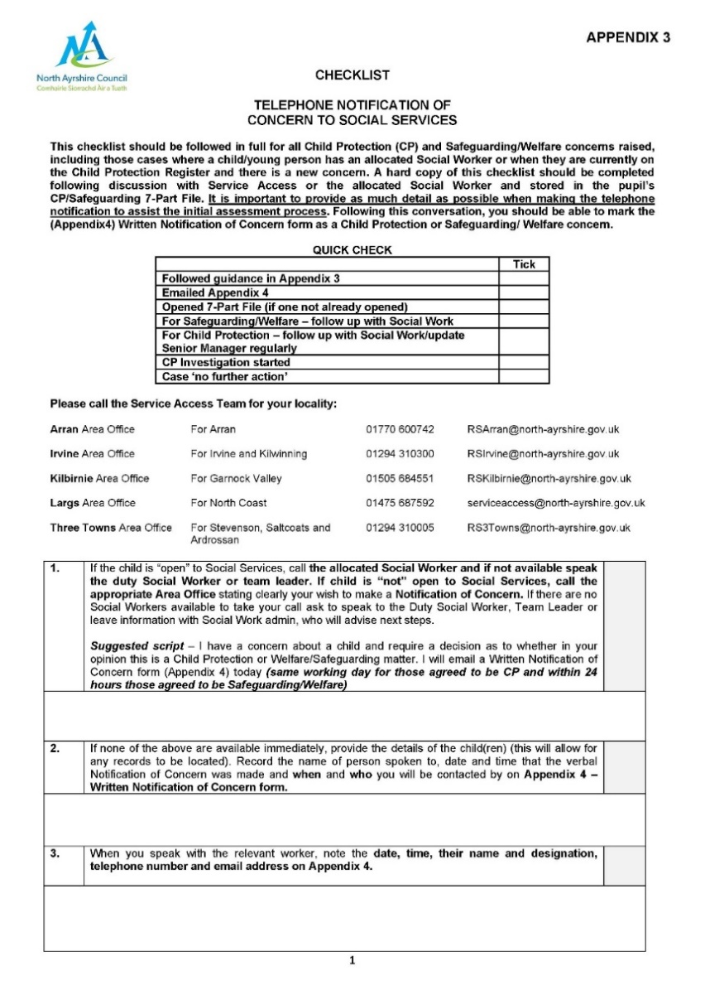 APPENDIX 3
North Ayrshire Council
Comhairle Siorrachd Àir a Tuath
CHECKLIST
TELEPHONE NOTIFICATION OF
CONCERN TO SOCIAL SERVICES
This checklist should be followed in full for all Child Protection (CP) and Safeguarding/Welfare concerns raised,
including those cases where a child/young person has an allocated Social Worker or when they are currently on
the Child Protection Register and there is a new concern. A hard copy of this checklist should be completed
following discussion with Service Access or the allocated Social Worker and stored in the pupil's
CP/Safeguarding 7-Part File. It is important to provide as much detail as possible when making the telephone
notification to assist the initial assessment process. Following this conversation, you should be able to mark the
(Appendix4) Written Notification of Concern form as a Child Protection or Safeguarding/ Welfare concern.
QUICK CHECK
Tick
Followed guidance in Appendix 3
Emailed Appendix 4
Opened 7-Part File (if one not already opened)
For Safeguarding/Welfare – follow up with Social Work
For Child Protection – follow up with Social Work/update
Senior Manager regularly
CP Investigation started
Case 'no further action'
Please call the Service Access Team for your locality:
Arran Area Office For Arran 01770 600742 RSArran@north-ayrshire.gov.uk
Irvine Area Office For Irvine and Kilwinning 01294 310300 RSIrvine@north-ayrshire.gov.uk
Kilbirnie Area Office For Garnock Valley 01505 684551 RSKilbirnie@north-ayrshire.gov.uk
Largs Area Office For North Coast 01475 687592 serviceaccess@north-ayrshire.gov.uk
Three Towns Area Office For Stevenson, Saltcoats and 01294 310005 RS3Towns@north-ayrshire.gov.uk
Ardrossan
1. If the child is "open" to Social Services, call the allocated Social Worker and if not available speak
the duty Social Worker or team leader. If child is "not" open to Social Services, call the
appropriate Area Office stating clearly your wish to make a Notification of Concern. If there are no
Social Workers available to take your call ask to speak to the Duty Social Worker, Team Leader or
leave information with Social Work admin, who will advise next steps.
Suggested script – I have a concern about a child and require a decision as to whether in your
opinion this is a Child Protection or Welfare/Safeguarding matter. I will email a Written Notification of
Concern form (Appendix 4) today (same working day for those agreed to be CP and within 24
hours those agreed to be Safeguarding/Welfare)
2. If none of the above are available immediately, provide the details of the child(ren) (this will allow for
any records to be located). Record the name of person spoken to, date and time that the verbal
Notification of Concern was made and when and who you will be contacted by on Appendix 4 –
Written Notification of Concern form.
3. When you speak with the relevant worker, note the date, time, their name and designation,
telephone number and email address on Appendix 4.
1